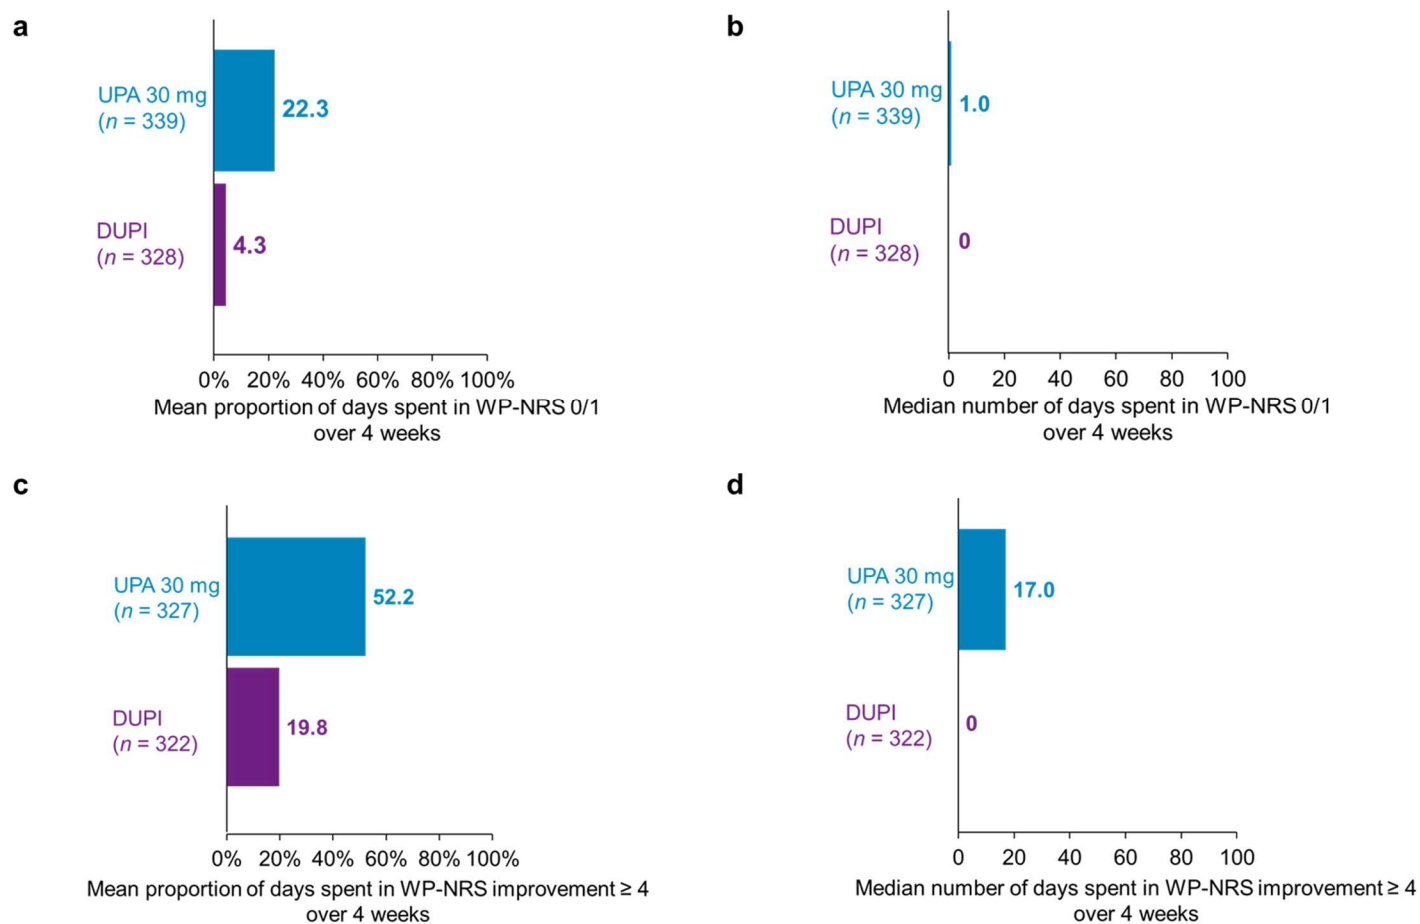 a
UPA 30 mg
(n = 339)
22.3
DUPI
(n = 328)
4.3
0% 20% 40% 60% 80% 100%
Mean proportion of days spent in WP-NRS 0/1
over 4 weeks
b
UPA 30 mg
(n = 339)
1.0
DUPI
(n = 328)
0
0 20 40 60 80 100
Median number of days spent in WP-NRS 0/1
over 4 weeks
c
UPA 30 mg
(n = 327)
52.2
DUPI
(n = 322)
19.8
0% 20% 40% 60% 80% 100%
Mean proportion of days spent in WP-NRS improvement ≥ 4
over 4 weeks
d
UPA 30 mg
(n = 327)
17.0
DUPI
(n = 322)
0
0 20 40 60 80 100
Median number of days spent in WP-NRS improvement ≥ 4
over 4 weeks